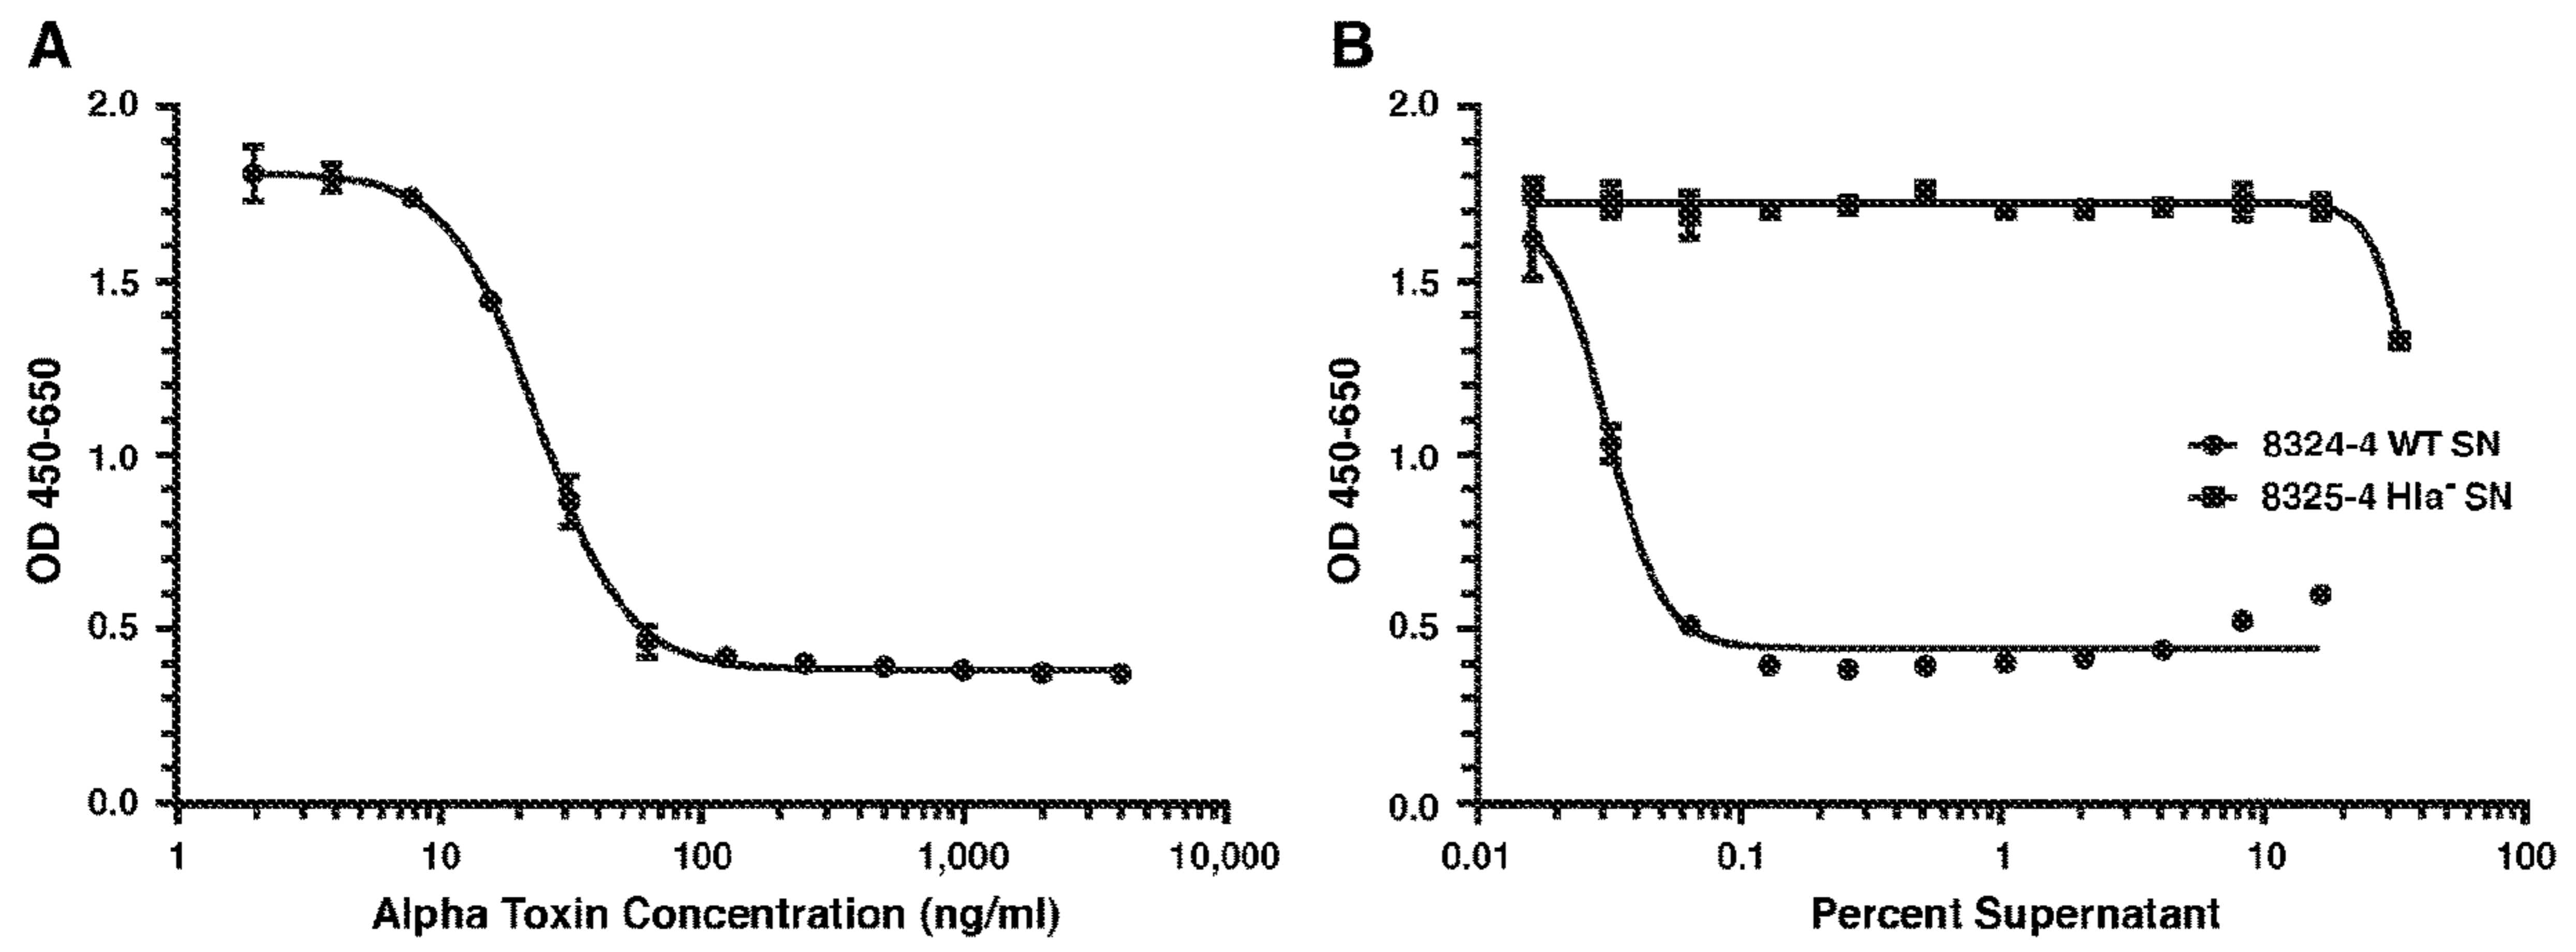 A
2.0
1.5
1.0
0.5
0.0
OD 450-650
1 10 100 1,000 10,000
Alpha Toxin Concentration (ng/ml)
B
2.0
1.5
1.0
0.5
0.0
OD 450-650
8324-4 WT SN
8325-4 Hla⁻ SN
0.01 0.1 1 10 100
Percent Supernatant